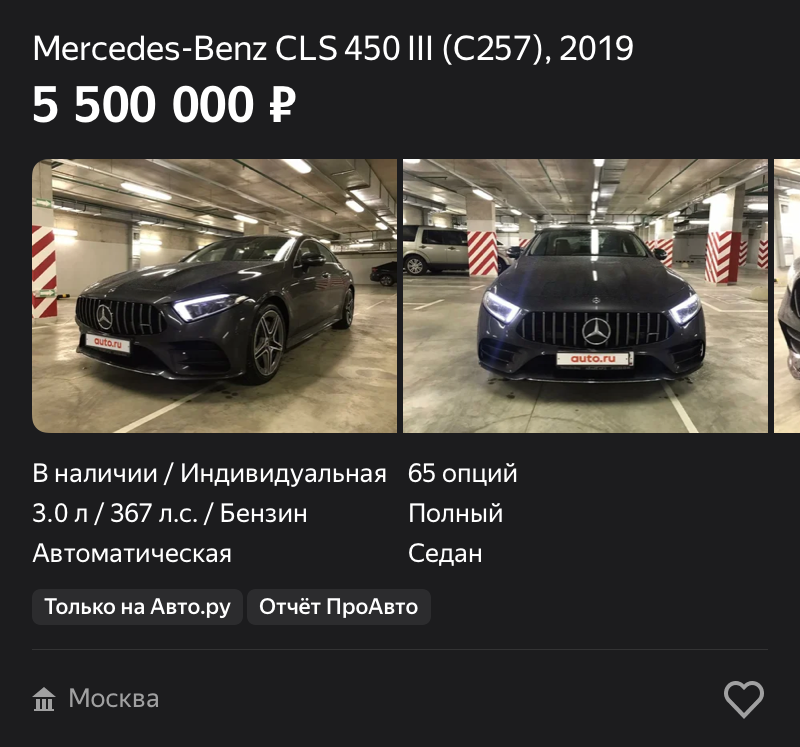 Mercedes-Benz CLS 450 III (C257), 2019
5 500 000 ₽
auto.ru
auto.ru
В наличии / Индивидуальная
65 опций
3.0 л / 367 л.с. / Бензин
Полный
Автоматическая
Седан
Только на Авто.ру
Отчёт ПроАвто
Москва